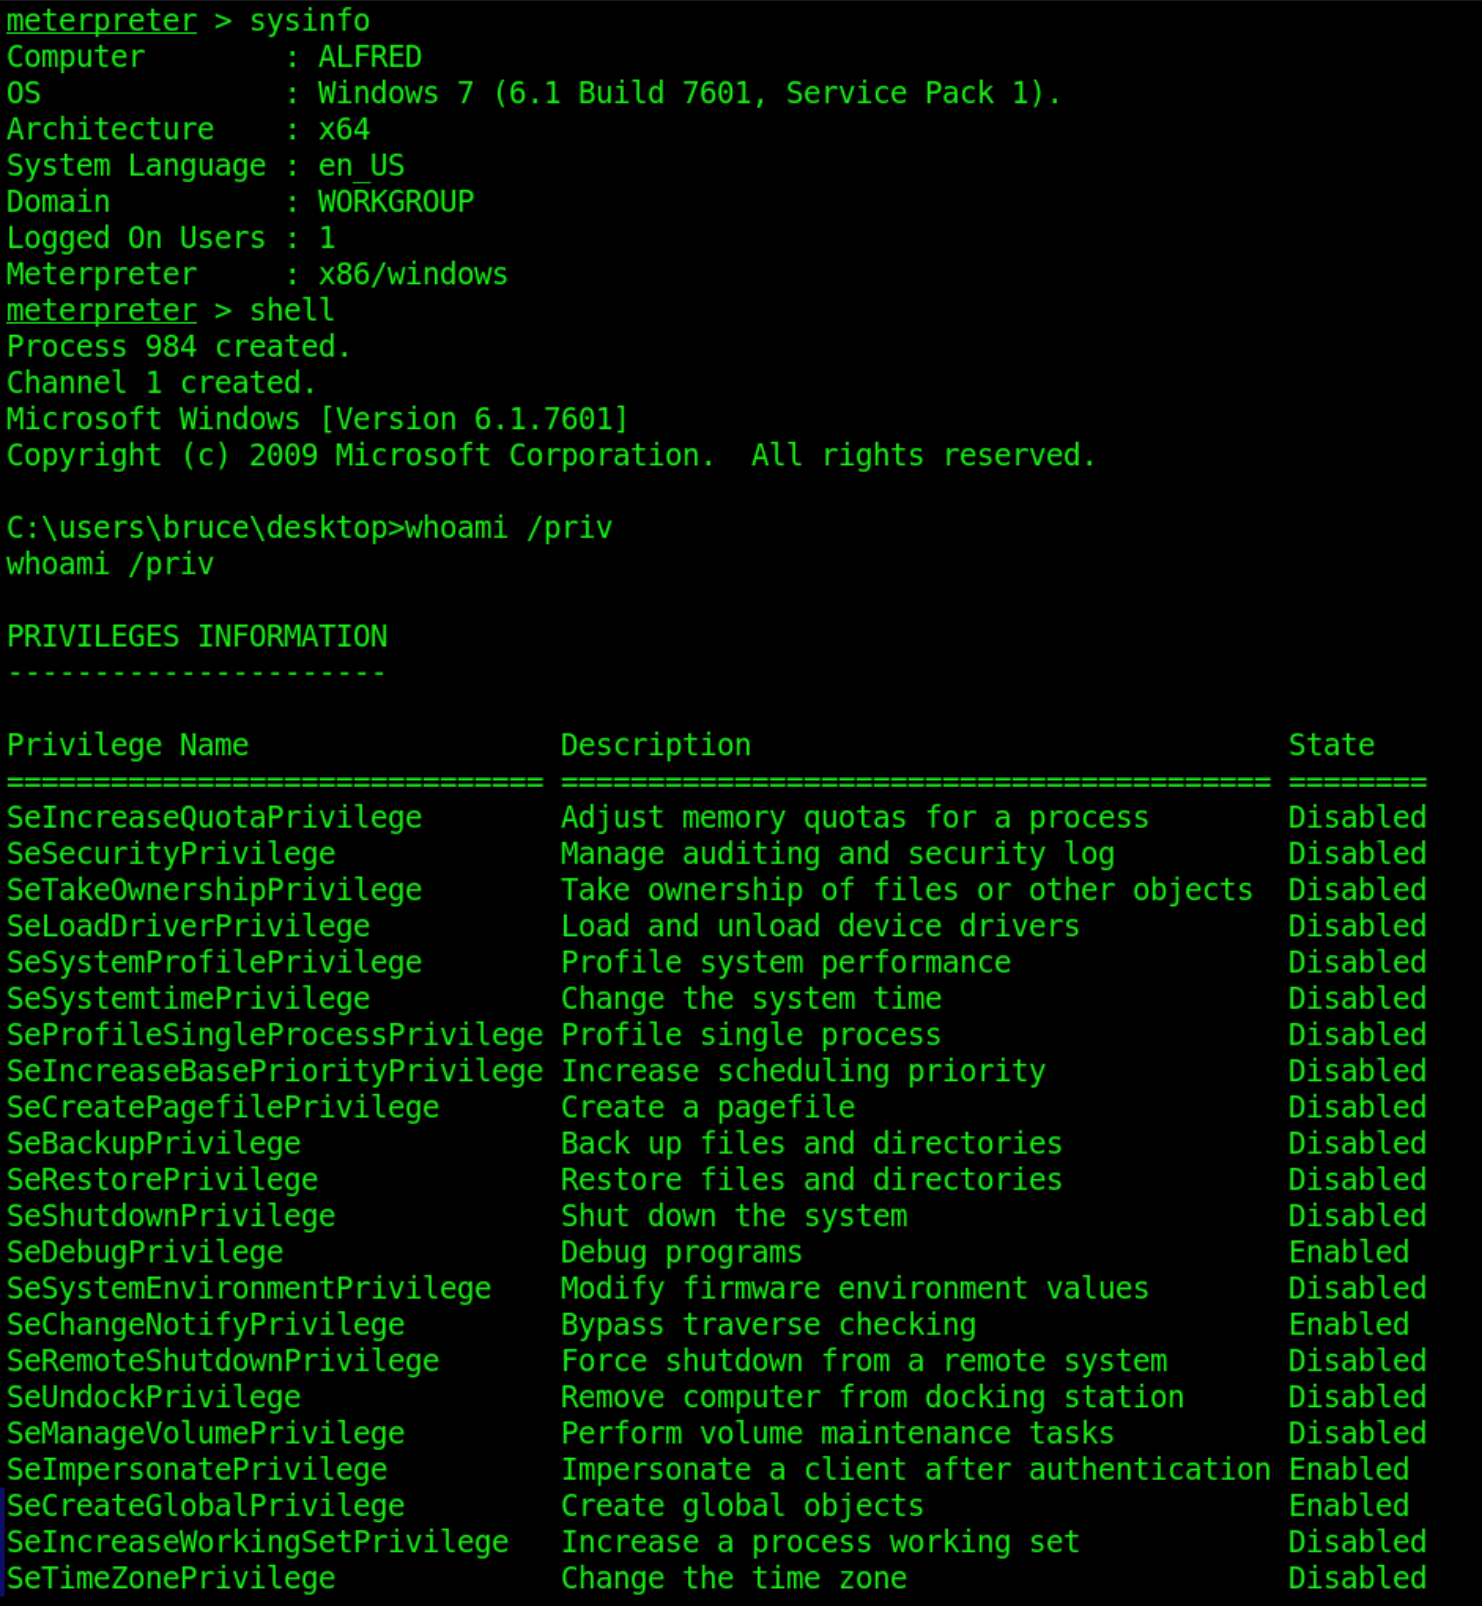 meterpreter > sysinfo
Computer        : ALFRED
OS              : Windows 7 (6.1 Build 7601, Service Pack 1).
Architecture    : x64
System Language : en_US
Domain          : WORKGROUP
Logged On Users : 1
Meterpreter     : x86/windows
meterpreter > shell
Process 984 created.
Channel 1 created.
Microsoft Windows [Version 6.1.7601]
Copyright (c) 2009 Microsoft Corporation.  All rights reserved.

C:\users\bruce\desktop>whoami /priv
whoami /priv

PRIVILEGES INFORMATION
----------------------

Privilege Name                  Description                               State
=============================== ========================================= ========
SeIncreaseQuotaPrivilege        Adjust memory quotas for a process        Disabled
SeSecurityPrivilege             Manage auditing and security log          Disabled
SeTakeOwnershipPrivilege        Take ownership of files or other objects  Disabled
SeLoadDriverPrivilege           Load and unload device drivers            Disabled
SeSystemProfilePrivilege        Profile system performance                Disabled
SeSystemtimePrivilege           Change the system time                    Disabled
SeProfileSingleProcessPrivilege Profile single process                    Disabled
SeIncreaseBasePriorityPrivilege Increase scheduling priority              Disabled
SeCreatePagefilePrivilege       Create a pagefile                         Disabled
SeBackupPrivilege               Back up files and directories             Disabled
SeRestorePrivilege              Restore files and directories             Disabled
SeShutdownPrivilege             Shut down the system                      Disabled
SeDebugPrivilege                Debug programs                            Enabled
SeSystemEnvironmentPrivilege    Modify firmware environment values        Disabled
SeChangeNotifyPrivilege         Bypass traverse checking                  Enabled
SeRemoteShutdownPrivilege       Force shutdown from a remote system       Disabled
SeUndockPrivilege               Remove computer from docking station      Disabled
SeManageVolumePrivilege         Perform volume maintenance tasks          Disabled
SeImpersonatePrivilege          Impersonate a client after authentication Enabled
SeCreateGlobalPrivilege         Create global objects                     Enabled
SeIncreaseWorkingSetPrivilege   Increase a process working set            Disabled
SeTimeZonePrivilege             Change the time zone                      Disabled